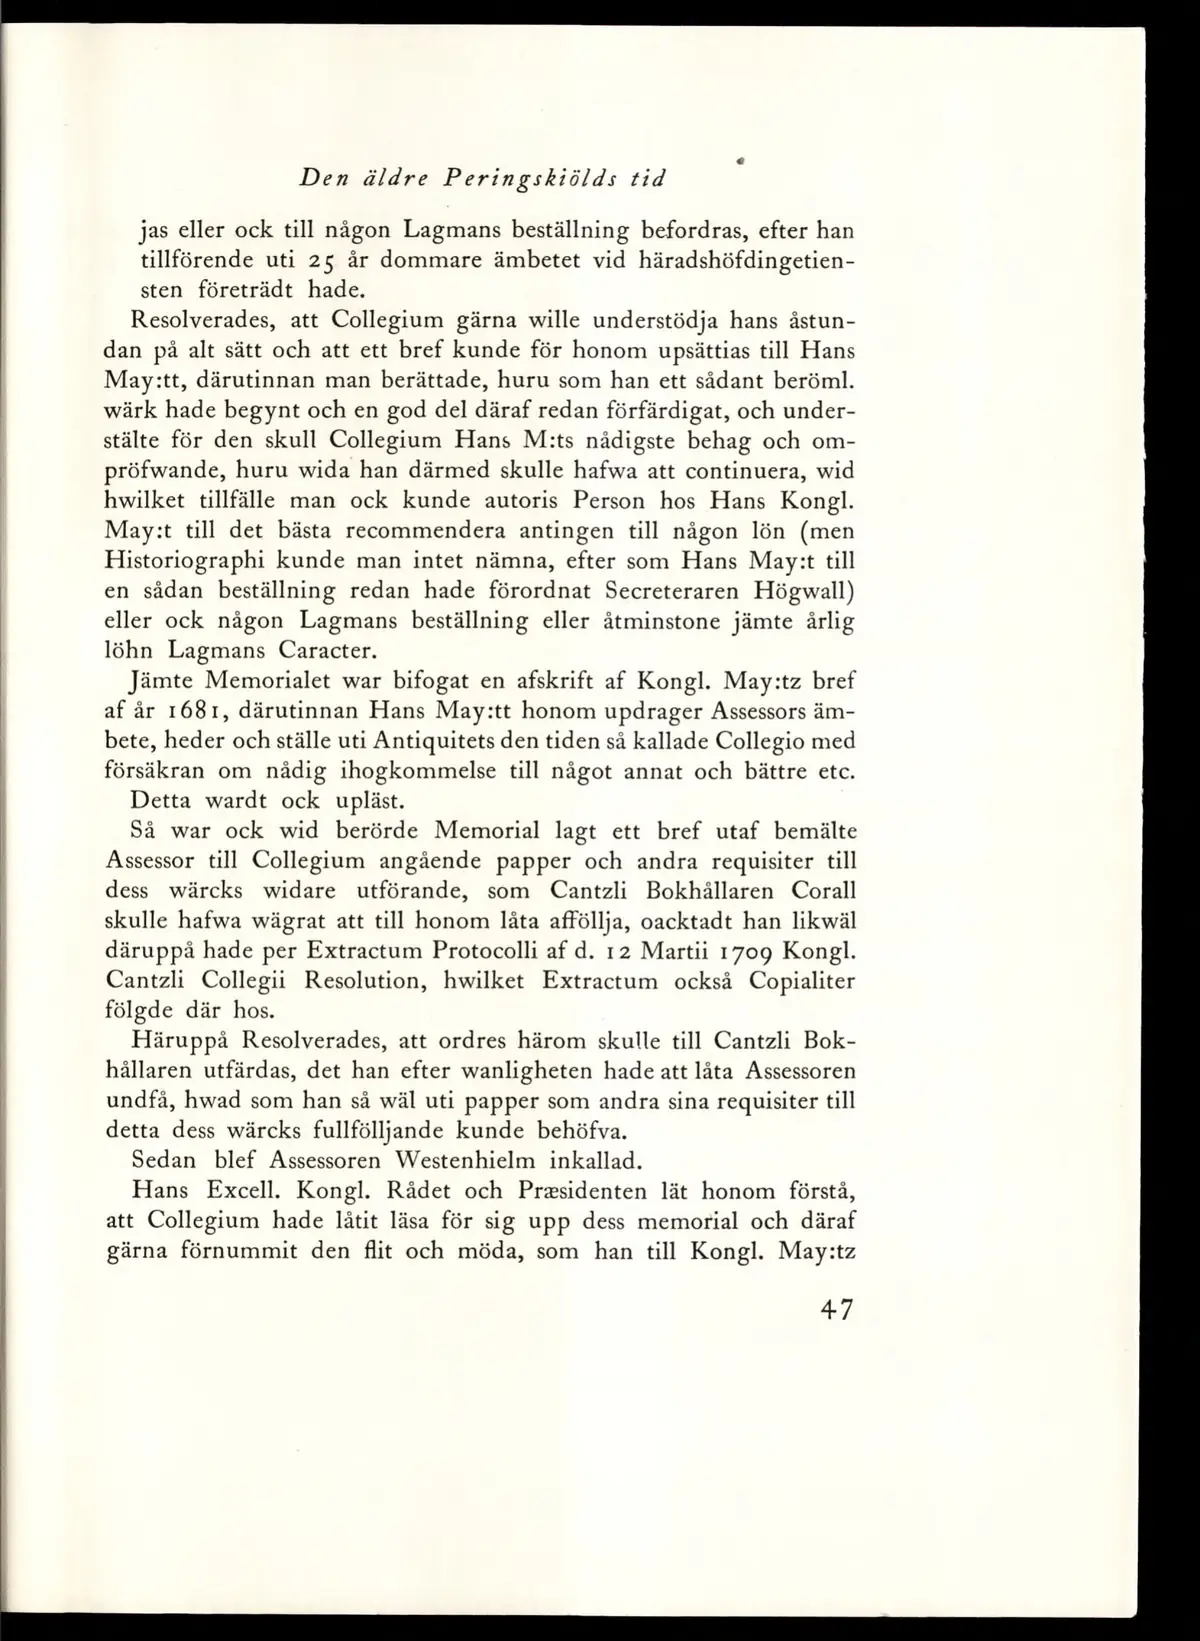 Den äldre Peringskiölds tid
jas eller ock till någon Lagmans beställning befordras, efter han
tillförende uti 25 år dommare ämbetet vid häradshöfdingetien-
sten företrädt hade.
Resolverades, att Collegium gärna wille understödja hans åstun-
dan på alt sätt och att ett bref kunde för honom upsättias till Hans
May:tt, därutinnan man berättade, huru som han ett sådant beröml.
wärk hade begynt och en god del däraf redan förfärdigat, och under-
stälte för den skull Collegium Hans M:ts nådigste behag och om-
pröfwande, huru wida han därmed skulle hafwa att continuera, wid
hwilket tillfälle man ock kunde autoris Person hos Hans Kongl.
May:t till det bästa recommendera antingen till någon lön (men
Historiographi kunde man intet nämna, efter som Hans May:t till
en sådan beställning redan hade förordnat Secreteraren Högwall)
eller ock någon Lagmans beställning eller åtminstone jämte årlig
löhn Lagmans Caracter.
Jämte Memorialet war bifogat en afskrift af Kongl. May:tz bref
af år 1681, därutinnan Hans May:tt honom updrager Assessors äm-
bete, heder och ställe uti Antiquitets den tiden så kallade Collegio med
försäkran om nådig ihogkommelse till något annat och bättre etc.
Detta wardt ock upläst.
Så war ock wid berörde Memorial lagt ett bref utaf bemälte
Assessor till Collegium angående papper och andra requisiter till
dess wärcks widare utförande, som Cantzli Bokhållaren Corall
skulle hafwa wägrat att till honom låta afföllja, oacktadt han likwäl
däruppå hade per Extractum Protocolli af d. 12 Martii 1709 Kongl.
Cantzli Collegii Resolution, hwilket Extractum också Copialiter
fölgde där hos.
Häruppå Resolverades, att ordres härom skulle till Cantzli Bok-
hållaren utfärdas, det han efter wanligheten hade att låta Assessoren
undfå, hwad som han så wäl uti papper som andra sina requisiter till
detta dess wärcks fullfölljande kunde behöfva.
Sedan blef Assessoren Westenhielm inkallad.
Hans Excell. Kongl. Rådet och Præsidenten lät honom förstå,
att Collegium hade låtit läsa för sig upp dess memorial och däraf
gärna förnummit den flit och möda, som han till Kongl. May:tz
47